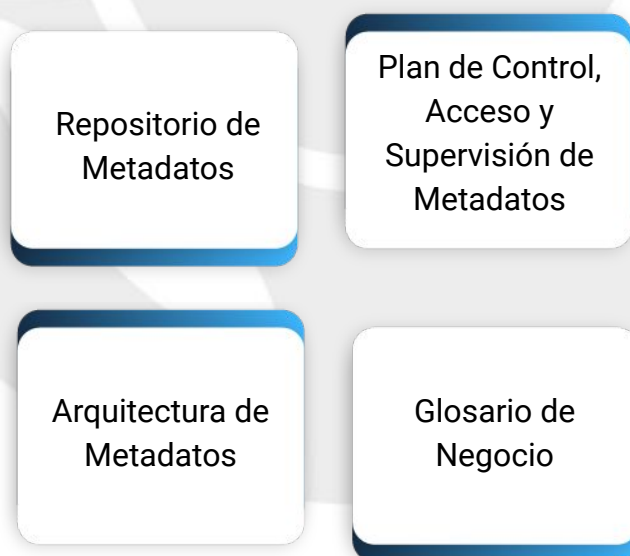 Repositorio de
Metadatos
Plan de Control,
Acceso y
Supervisión de
Metadatos
Arquitectura de
Metadatos
Glosario de
Negocio